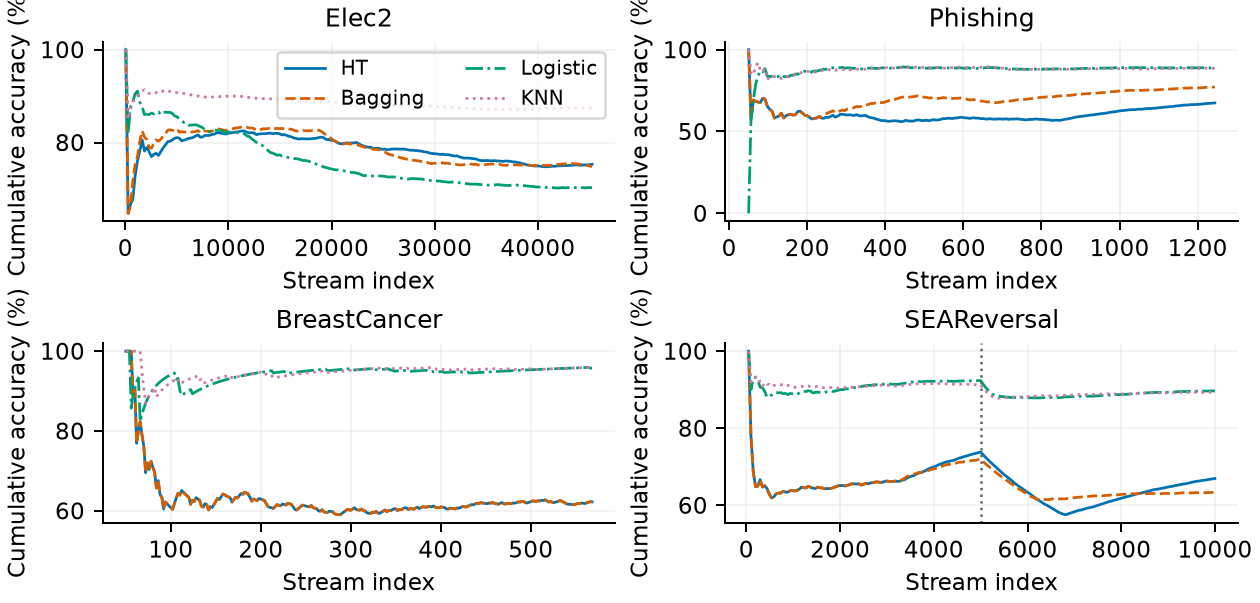 Elec2
Cumulative accuracy (%
100
80
HT
Bagging
Logistic
KNN
0
10000
20000
30000
40000
Stream index
Phishing
Cumulative accuracy (%
100
50
0
0
200
400
600
800
1000
1200
Stream index
BreastCancer
Cumulative accuracy (%)
100
80
60
100
200
300
400
500
Stream index
SEAReversal
Cumulative accuracy (%)
100
80
60
0
2000
4000
6000
8000
10000
Stream index